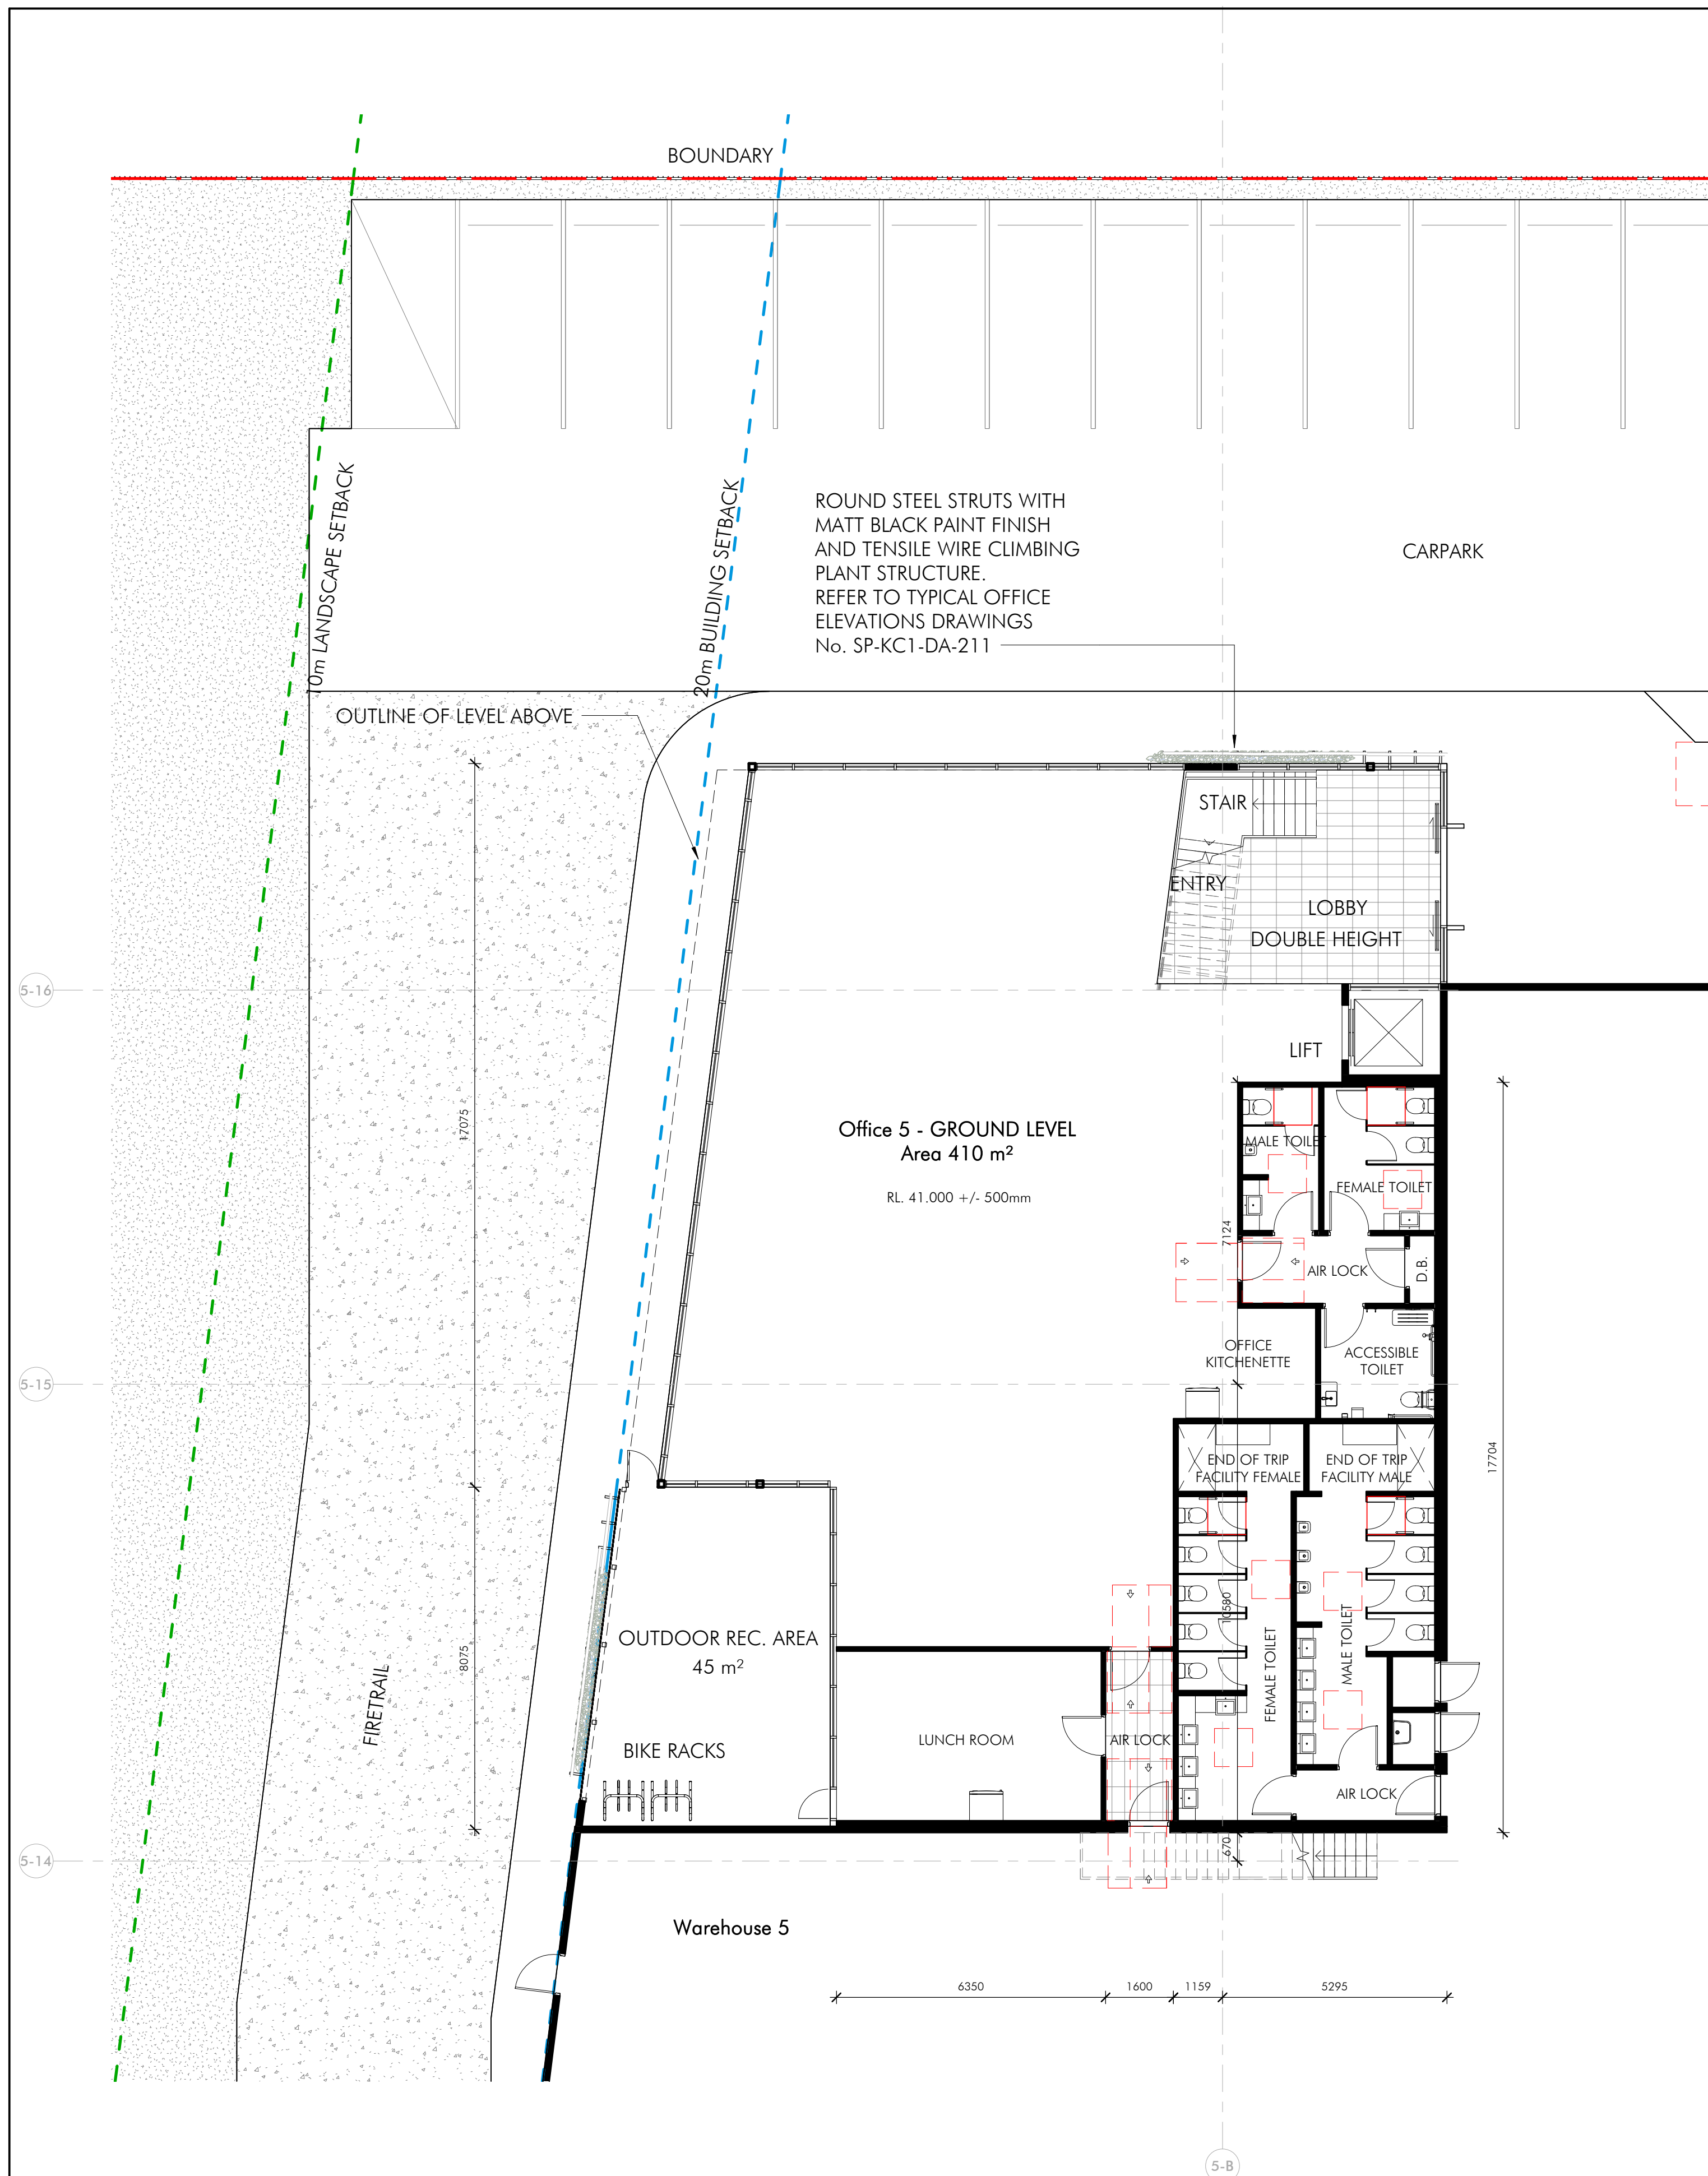 BOUNDARY
10m LANDSCAPE SETBACK
20m BUILDING SETBACK
ROUND STEEL STRUTS WITH
MATT BLACK PAINT FINISH
AND TENSILE WIRE CLIMBING
PLANT STRUCTURE.
REFER TO TYPICAL OFFICE
ELEVATIONS DRAWINGS
No. SP-KC1-DA-211
CARPARK
OUTLINE OF LEVEL ABOVE
STAIR
ENTRY
LOBBY
DOUBLE HEIGHT
5-16
LIFT
17075
Office 5 - GROUND LEVEL
Area 410 m²
RL. 41.000 +/- 500mm
MALE TOILET
FEMALE TOILET
7124
AIR LOCK
D.B.
OFFICE
KITCHENETTE
ACCESSIBLE
TOILET
5-15
END OF TRIP
FACILITY FEMALE
END OF TRIP
FACILITY MALE
17704
10580
OUTDOOR REC. AREA
45 m²
8075
FIRETRAIL
FEMALE TOILET
MALE TOILET
BIKE RACKS
LUNCH ROOM
AIR LOCK
AIR LOCK
670
5-14
Warehouse 5
6350
1600
1159
5295
5-B